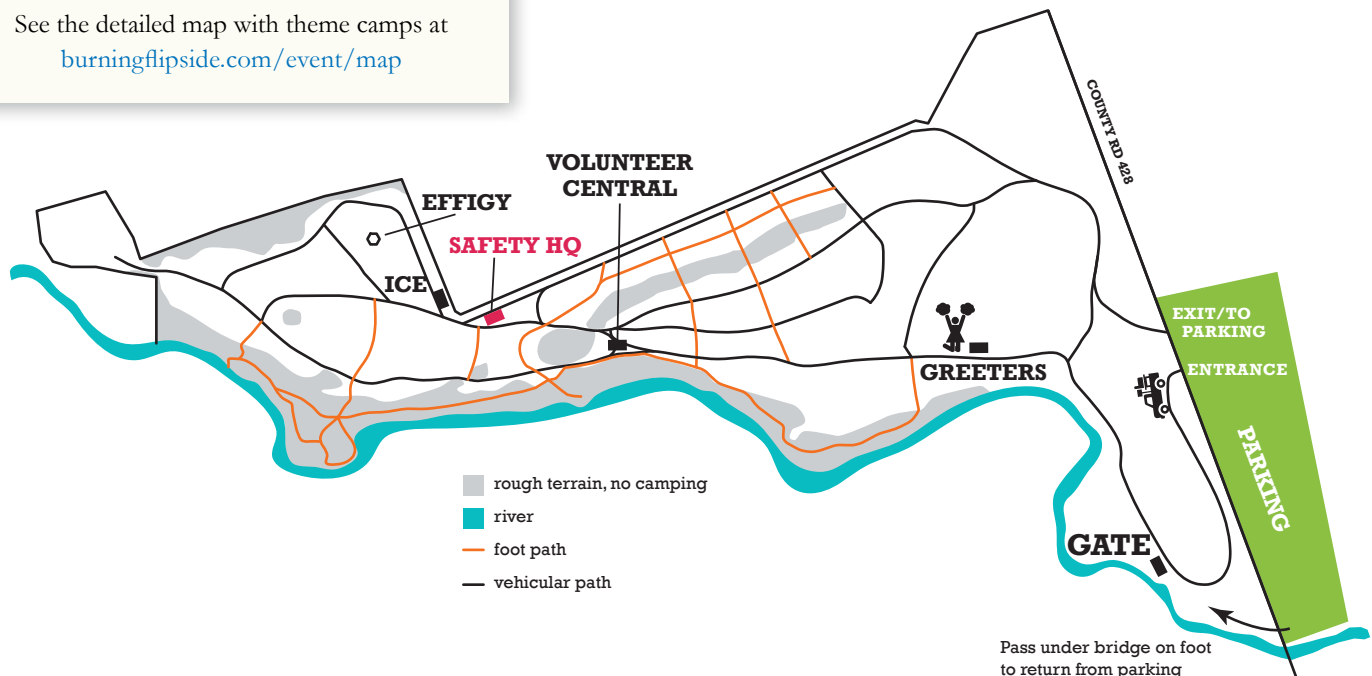 See the detailed map with theme camps at
burningflipside.com/event/map
COUNTY RD 428
VOLUNTEER
CENTRAL
EFFIGY
SAFETY HQ
ICE
EXIT/TO
PARKING
ENTRANCE
GREETERS
PARKING
GATE
rough terrain, no camping
river
foot path
vehicular path
Pass under bridge on foot
to return from parking